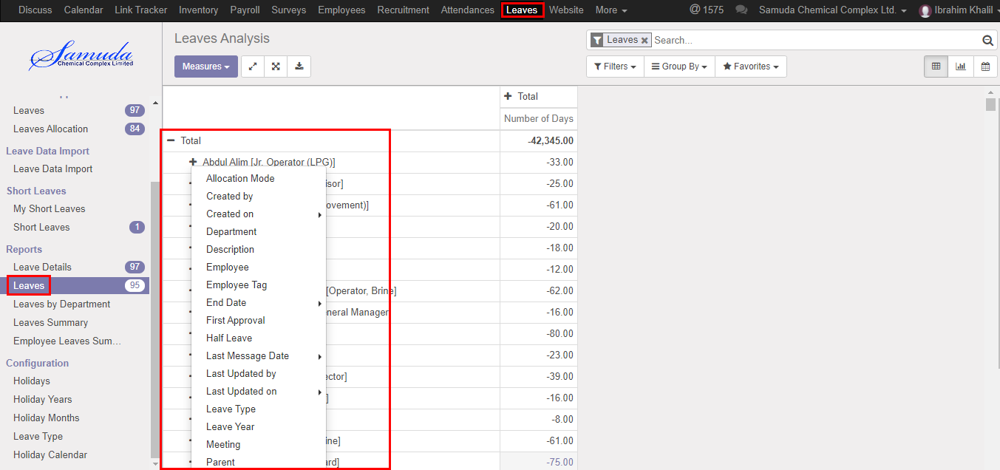 Discuss Calendar Link Tracker Inventory Payroll Surveys Employees Recruitment Attendances Leaves Website More @ 1575 Samuda Chemical Complex Ltd. Ibrahim Khalil
Samuda
Chemical Complex Limited
Leaves 97
Leaves Allocation 84
Leave Data Import
Leave Data Import
Short Leaves
My Short Leaves
Short Leaves 1
Reports
Leave Details 97
Leaves 95
Leaves by Department
Leaves Summary
Employee Leaves Sum…
Configuration
Holidays
Holiday Years
Holiday Months
Leave Type
Holiday Calendar
Leaves Analysis
Leaves Search...
Measures
Filters Group By Favorites
Total
Number of Days
Total -42,345.00
Abdul Alim [Jr. Operator (LPG)] -33.00
isor] -25.00
ovement)] -61.00
-20.00
-18.00
-12.00
[Operator, Brine] -62.00
neral Manager -16.00
-80.00
-23.00
ector] -39.00
] -16.00
-8.00
ine] -61.00
ard] -75.00
Allocation Mode
Created by
Created on
Department
Description
Employee
Employee Tag
End Date
First Approval
Half Leave
Last Message Date
Last Updated by
Last Updated on
Leave Type
Leave Year
Meeting
Parent